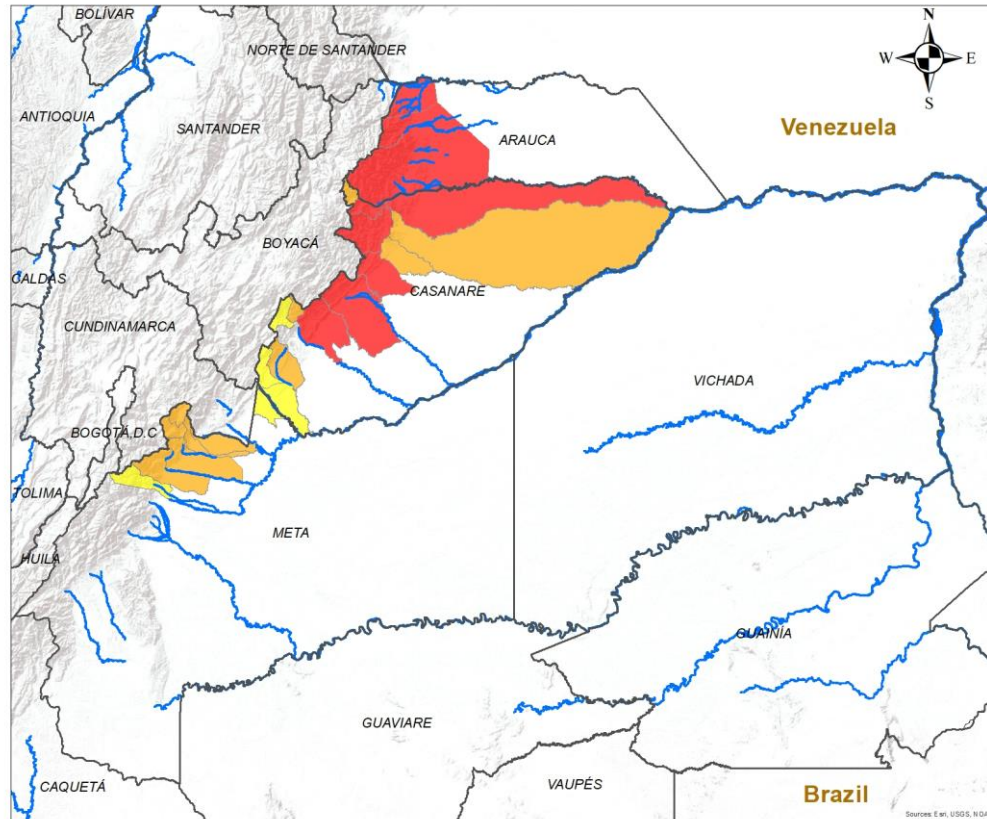 BOLÍVAR
N
NORTE DE SANTANDER
W
E
S
ANTIOQUIA
SANTANDER
ARAUCA
Venezuela
BOYACÁ
CALDAS
CASANARE
CUNDINAMARCA
VICHADA
BOGOTÁ D.C
TOLIMA
META
HUILA
GUAINÍA
GUAVIARE
CAQUETÁ
VAUPÉS
Brazil
Sources: Esri, USGS, NOA